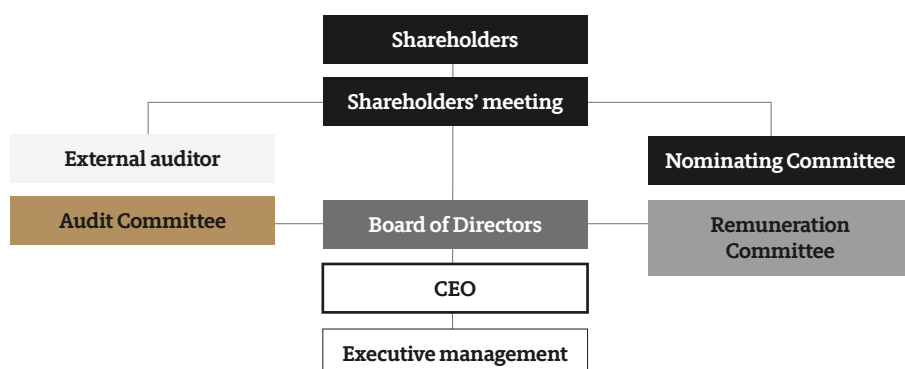 Shareholders
Shareholders’ meeting
External auditor
Nominating Committee
Audit Committee
Board of Directors
Remuneration
Committee
CEO
Executive management